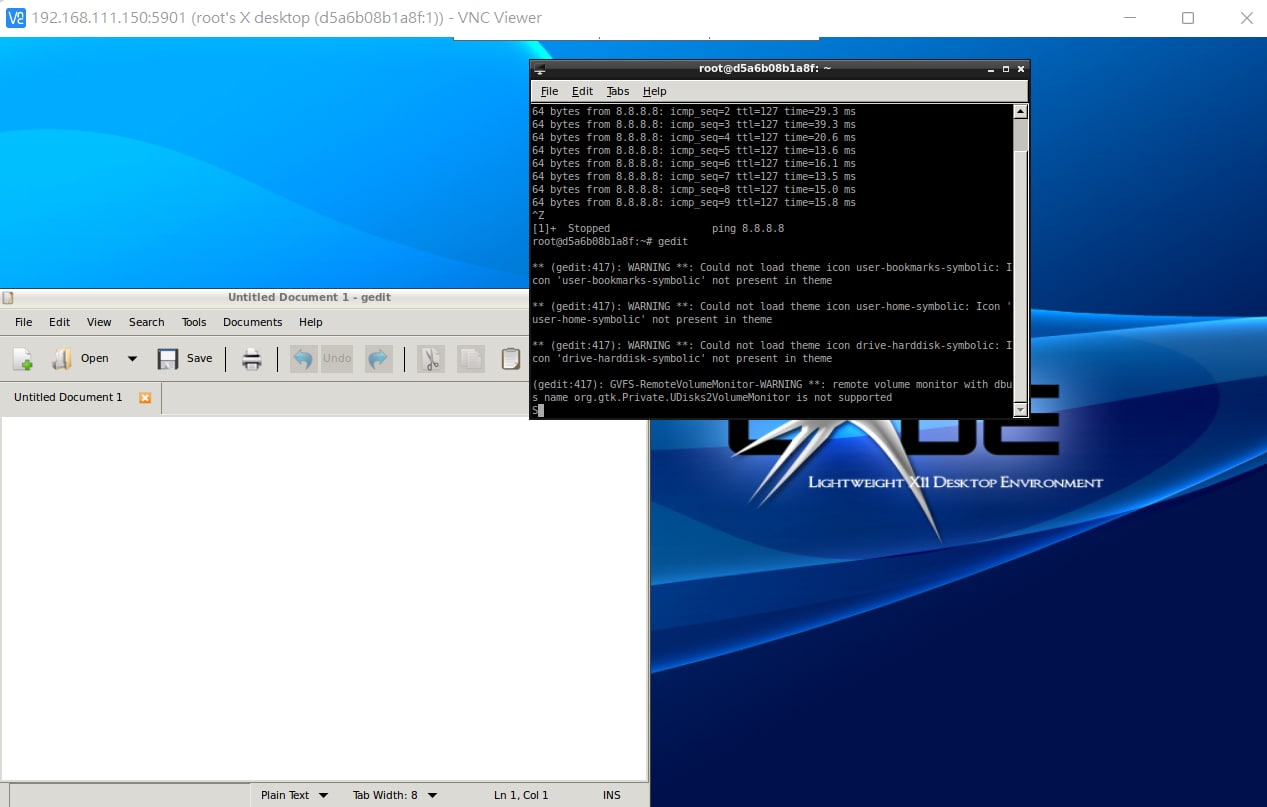 192.168.111.150:5901 (root's X desktop (d5a6b08b1a8f:1)) - VNC Viewer
root@d5a6b08b1a8f: ~
File Edit Tabs Help
64 bytes from 8.8.8.8: icmp_seq=2 ttl=127 time=29.3 ms
64 bytes from 8.8.8.8: icmp_seq=3 ttl=127 time=39.3 ms
64 bytes from 8.8.8.8: icmp_seq=4 ttl=127 time=20.6 ms
64 bytes from 8.8.8.8: icmp_seq=5 ttl=127 time=13.6 ms
64 bytes from 8.8.8.8: icmp_seq=6 ttl=127 time=16.1 ms
64 bytes from 8.8.8.8: icmp_seq=7 ttl=127 time=13.5 ms
64 bytes from 8.8.8.8: icmp_seq=8 ttl=127 time=15.0 ms
64 bytes from 8.8.8.8: icmp_seq=9 ttl=127 time=15.8 ms
^Z
[1]+  Stopped                 ping 8.8.8.8
root@d5a6b08b1a8f:~# gedit
** (gedit:417): WARNING **: Could not load theme icon user-bookmarks-symbolic: I
con 'user-bookmarks-symbolic' not present in theme
** (gedit:417): WARNING **: Could not load theme icon user-home-symbolic: Icon '
user-home-symbolic' not present in theme
** (gedit:417): WARNING **: Could not load theme icon drive-harddisk-symbolic: I
con 'drive-harddisk-symbolic' not present in theme
(gedit:417): GVFS-RemoteVolumeMonitor-WARNING **: remote volume monitor with dbu
s name org.gtk.Private.UDisks2VolumeMonitor is not supported
S
Untitled Document 1 - gedit
File Edit View Search Tools Documents Help
Open Save Undo
Untitled Document 1
Plain Text Tab Width: 8 Ln 1, Col 1 INS
Lightweight X11 Desktop Environment